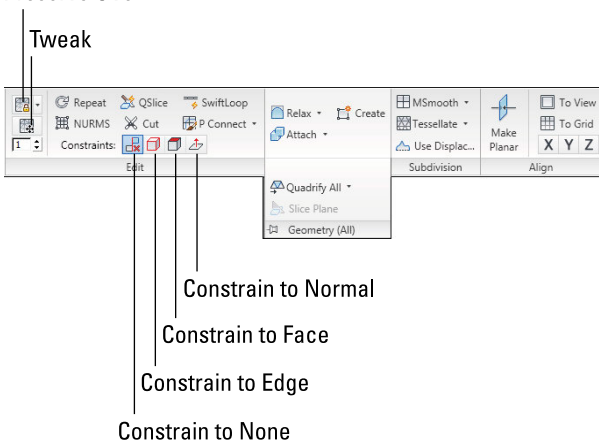 Tweak
Repeat QSlice SwiftLoop
NURMS Cut P Connect
1 Constraints:
Edit
Relax Create
Attach
Quadrify All
Slice Plane
Geometry (All)
MSmooth
Tessellate
Use Displac...
Subdivision
Make
Planar
To View
To Grid
X Y Z
Align
Constrain to Normal
Constrain to Face
Constrain to Edge
Constrain to None